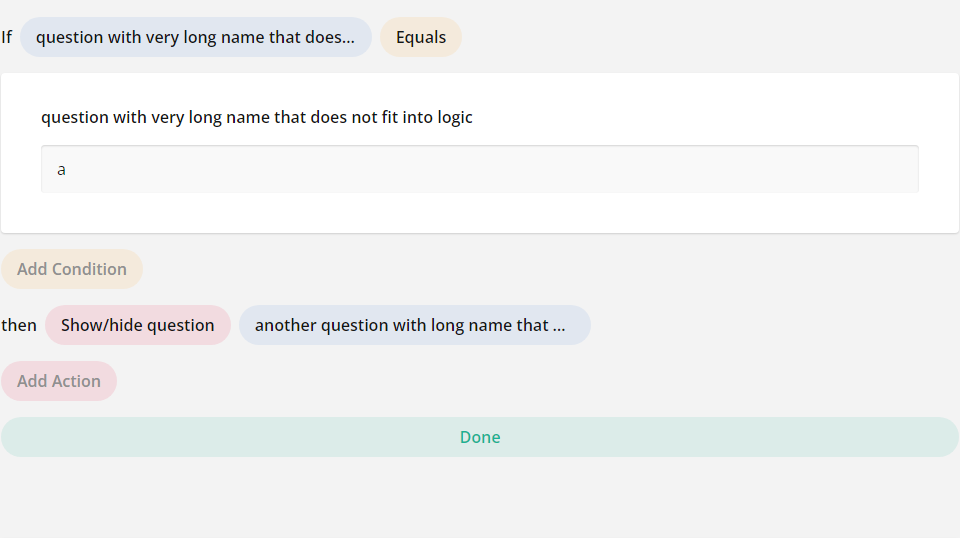 If question with very long name that does... Equals
question with very long name that does not fit into logic
a
Add Condition
then Show/hide question another question with long name that ...
Add Action
Done